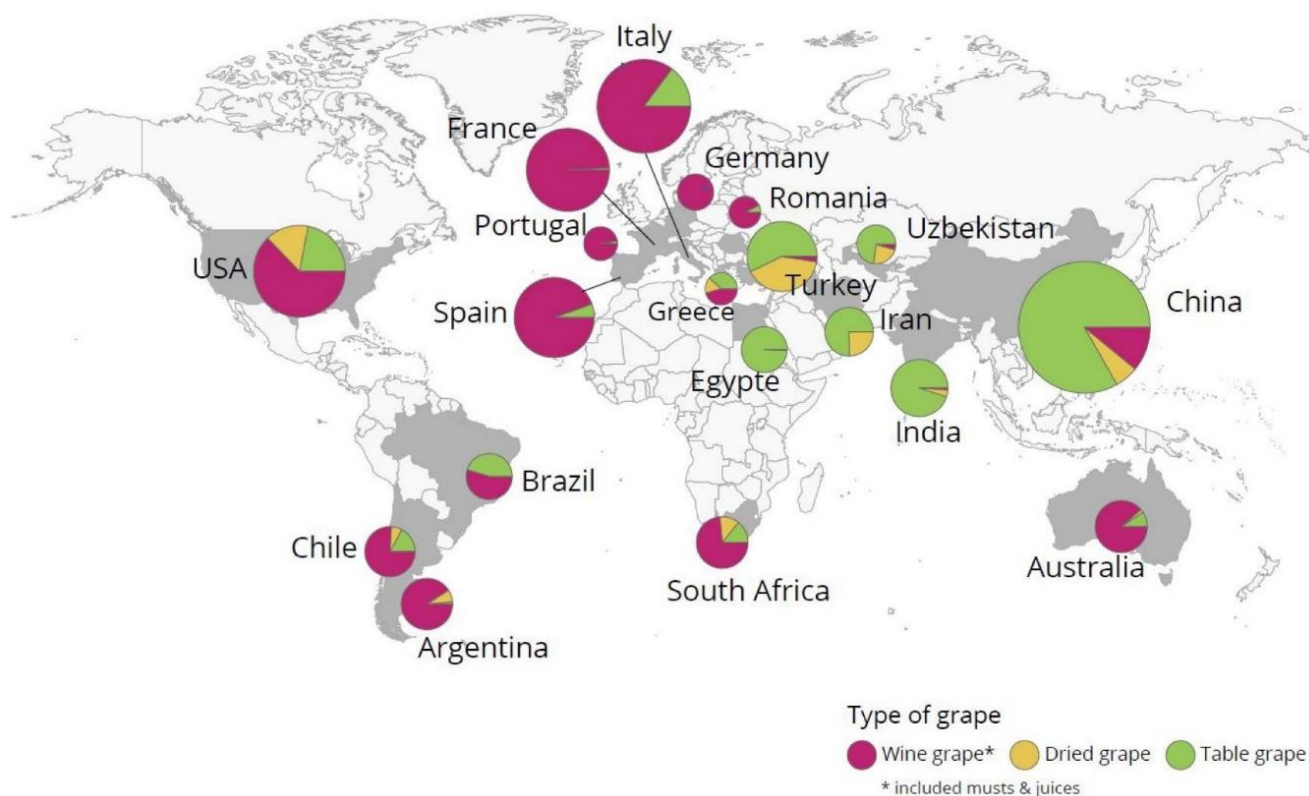 Italy
France
Germany
Romania
Portugal
Uzbekistan
USA
Turkey
China
Spain
Greece
Iran
Egypte
India
Brazil
Chile
South Africa
Australia
Argentina
Type of grape
Wine grape* Dried grape Table grape
* included musts & juices